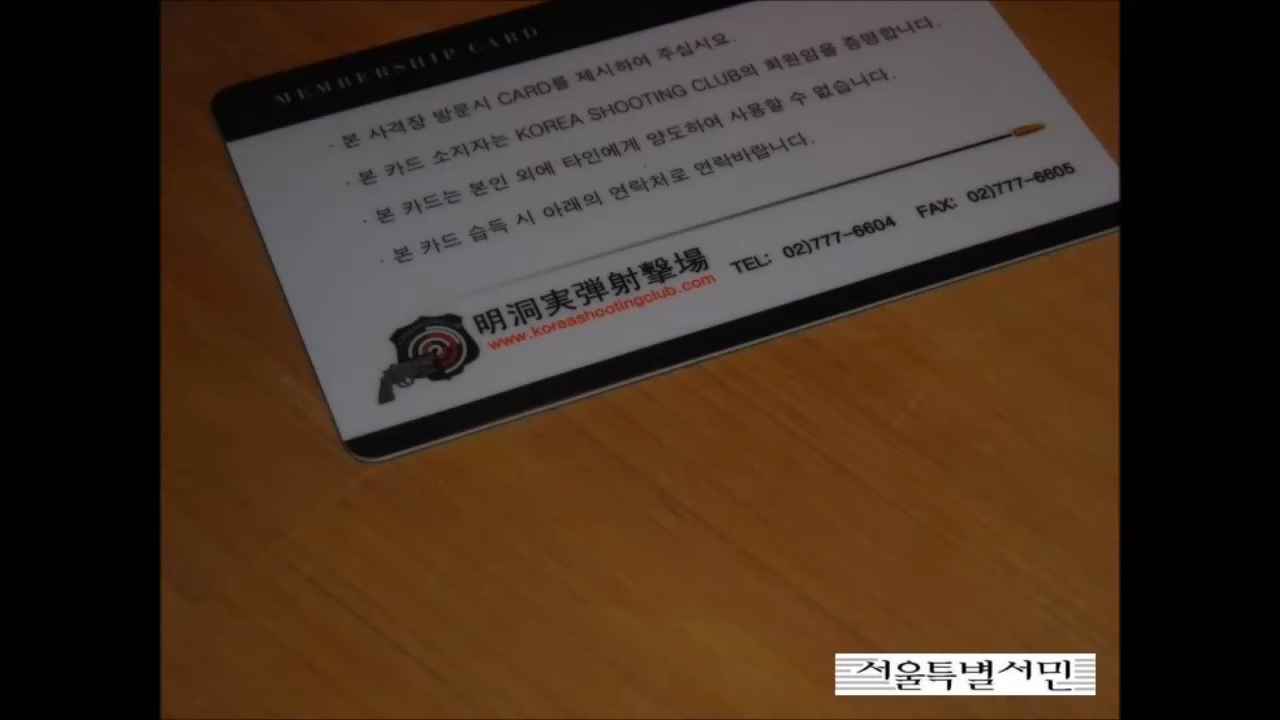 MEMBERSHIP CARD
· 본 사격장 방문시 CARD를 제시하여 주십시요.
· 본 카드 소지자는 KOREA SHOOTING CLUB의 회원임을 증명합니다.
· 본 카드는 본인 외에 타인에게 양도하여 사용할 수 없습니다.
· 본 카드 습득 시 아래의 연락처로 연락바랍니다.
明洞実弾射撃場 TEL: 02)777-6604 FAX: 02)777-6605
www.koreashootingclub.com
서울특별서민